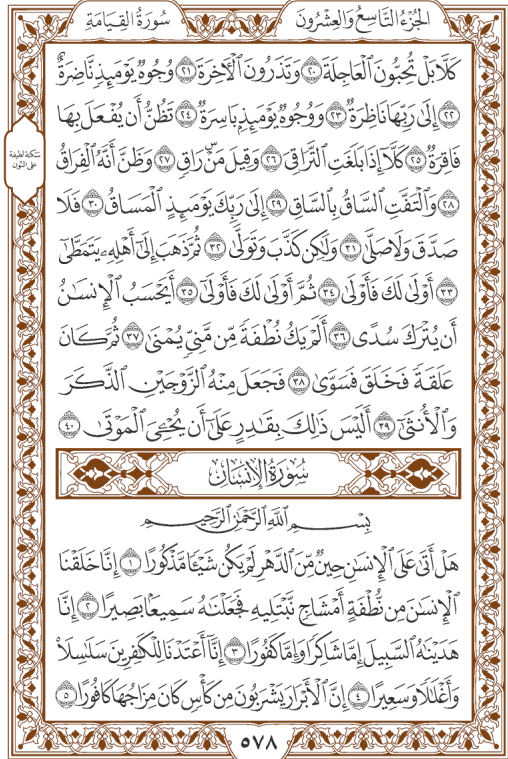 سُورَةُ الْقِيَامَةِ
الجُزْءُ التَّاسِعُ وَالعِشْرُونَ
كَلَّا بَلْ تُحِبُّونَ ٱلْعَاجِلَةَ ٢٠ وَتَذَرُونَ ٱلْأٓخِرَةَ ٢١ وُجُوهٌ يَوْمَئِذٍ نَّاضِرَةٌ
٢٢ إِلَىٰ رَبِّهَا نَاظِرَةٌ ٢٣ وَوُجُوهٌ يَوْمَئِذٍۭ بَاسِرَةٌ ٢٤ تَظُنُّ أَن يُفْعَلَ بِهَا
فَاقِرَةٌ ٢٥ كَلَّآ إِذَا بَلَغَتِ ٱلتَّرَاقِيَ ٢٦ وَقِيلَ مَنْۜ رَاقٍ ٢٧ وَظَنَّ أَنَّهُ ٱلْفِرَاقُ
٢٨ وَٱلْتَفَّتِ ٱلسَّاقُ بِٱلسَّاقِ ٢٩ إِلَىٰ رَبِّكَ يَوْمَئِذٍ ٱلْمَسَاقُ ٣٠ فَلَا
صَدَّقَ وَلَا صَلَّىٰ ٣١ وَلَٰكِن كَذَّبَ وَتَوَلَّىٰ ٣٢ ثُمَّ ذَهَبَ إِلَىٰٓ أَهْلِهِۦ يَتَمَطَّىٰٓ
٣٣ أَوْلَىٰ لَكَ فَأَوْلَىٰ ٣٤ ثُمَّ أَوْلَىٰ لَكَ فَأَوْلَىٰٓ ٣٥ أَيَحْسَبُ ٱلْإِنسَٰنُ
أَن يُتْرَكَ سُدًى ٣٦ أَلَمْ يَكُ نُطْفَةً مِّن مَّنِيٍّ يُمْنَىٰ ٣٧ ثُمَّ كَانَ
عَلَقَةً فَخَلَقَ فَسَوَّىٰ ٣٨ فَجَعَلَ مِنْهُ ٱلزَّوْجَيْنِ ٱلذَّكَرَ
وَٱلْأُنثَىٰٓ ٣٩ أَلَيْسَ ذَٰلِكَ بِقَٰدِرٍ عَلَىٰٓ أَن يُحْـِۧيَ ٱلْمَوْتَىٰ ٤٠
سُورَةُ الإِنسَانِ
بِسْمِ ٱللَّهِ ٱلرَّحْمَٰنِ ٱلرَّحِيمِ
هَلْ أَتَىٰ عَلَى ٱلْإِنسَٰنِ حِينٌ مِّنَ ٱلدَّهْرِ لَمْ يَكُن شَيْـًٔا مَّذْكُورًا ١ إِنَّا خَلَقْنَا
ٱلْإِنسَٰنَ مِن نُّطْفَةٍ أَمْشَاجٍ نَّبْتَلِيهِ فَجَعَلْنَٰهُ سَمِيعًۢا بَصِيرًا ٢ إِنَّا
هَدَيْنَٰهُ ٱلسَّبِيلَ إِمَّا شَاكِرًا وَإِمَّا كَفُورًا ٣ إِنَّآ أَعْتَدْنَا لِلْكَٰفِرِينَ سَلَٰسِلَا۟
وَأَغْلَٰلًا وَسَعِيرًا ٤ إِنَّ ٱلْأَبْرَارَ يَشْرَبُونَ مِن كَأْسٍ كَانَ مِزَاجُهَا كَافُورًا ٥
سكتة لطيفة
على النون
٥٧٨